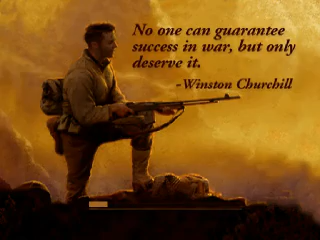 No one can guarantee
success in war, but only
deserve it.
-Winston Churchill